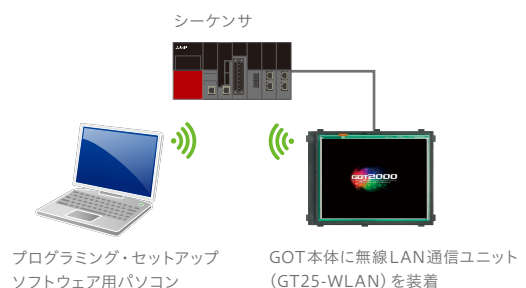 シーケンサ
GOT2000
プログラミング・セットアップ
ソフトウェア用パソコン
GOT本体に無線LAN通信ユニット
（GT25-WLAN）を装着